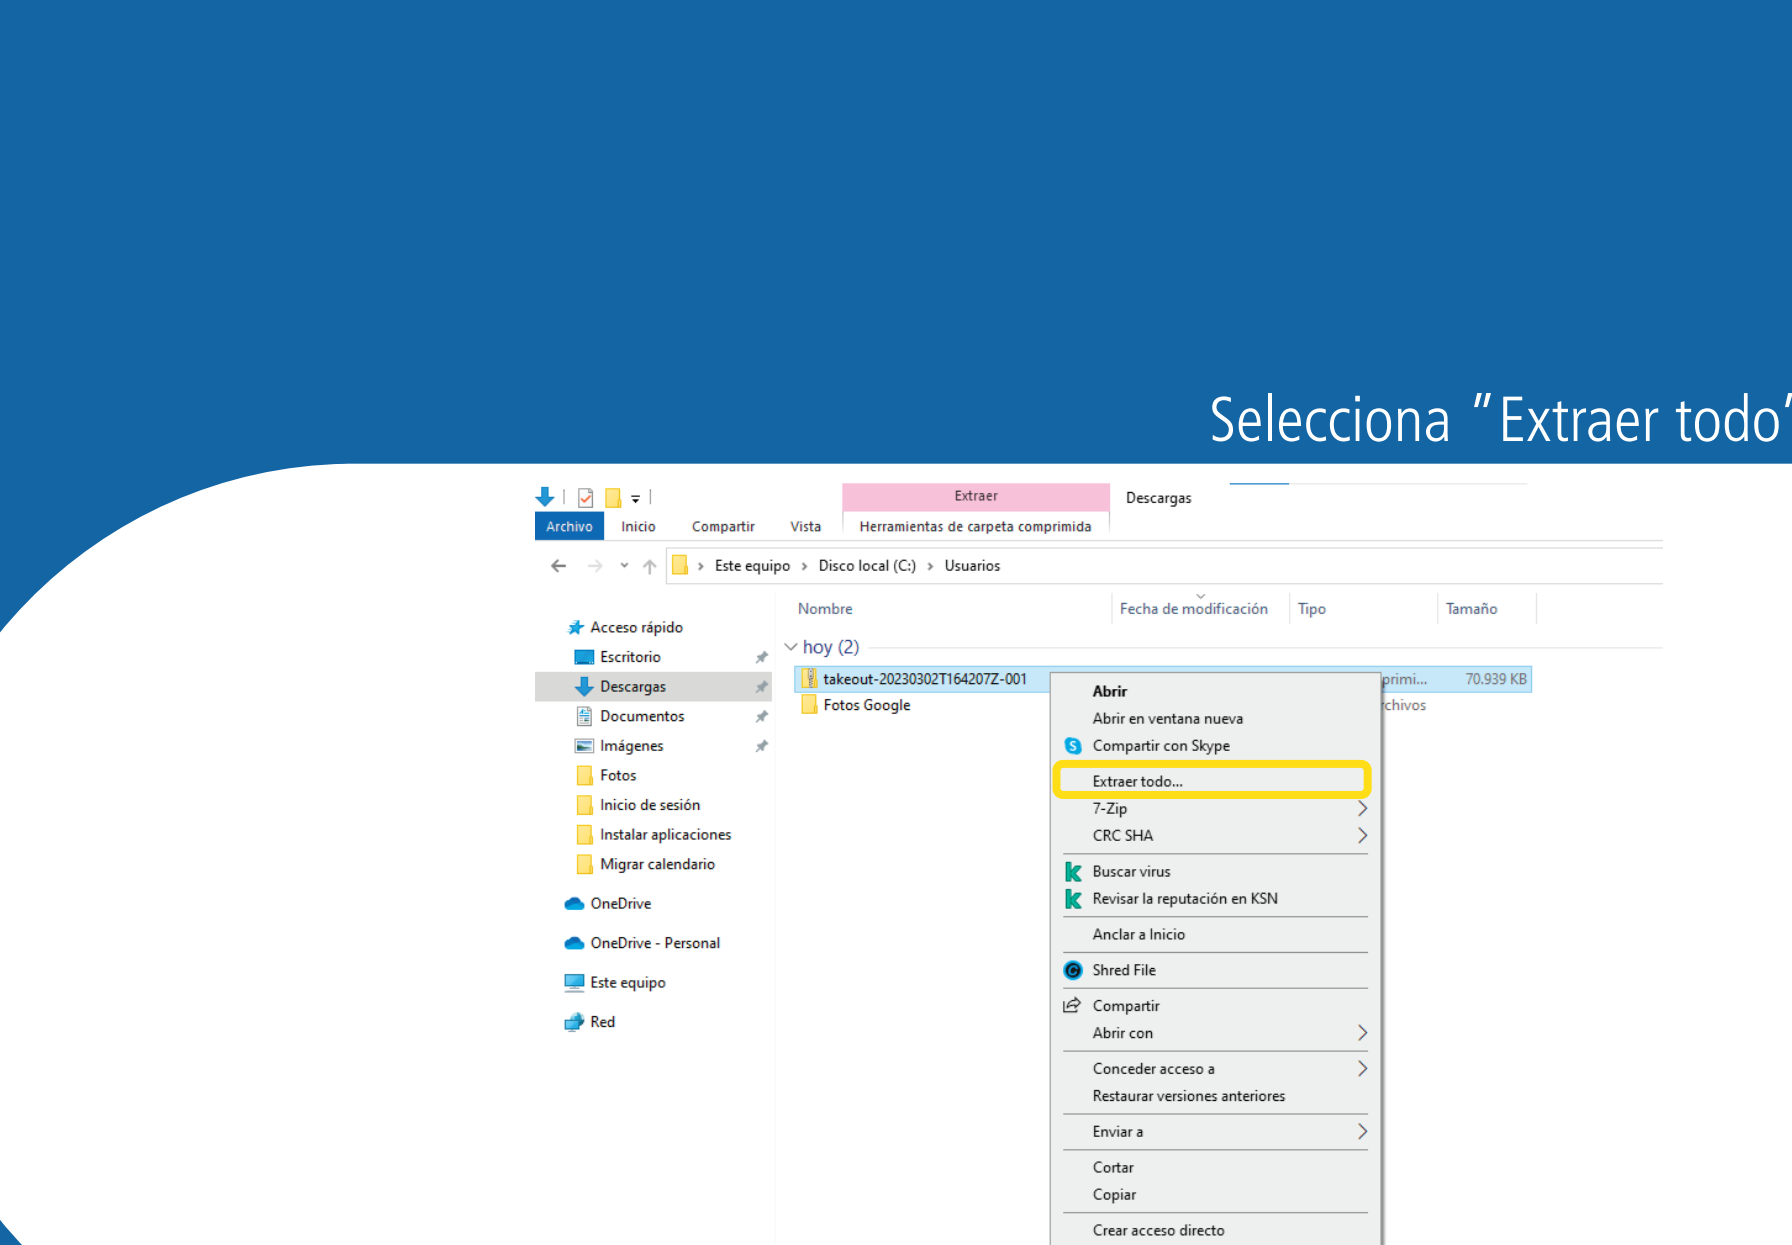 Selecciona "Extraer todo"
Extraer
Descargas
Archivo Inicio Compartir Vista Herramientas de carpeta comprimida
Este equipo > Disco local (C:) > Usuarios
Nombre Fecha de modificación Tipo Tamaño
Acceso rápido
Escritorio
Descargas
Documentos
Imágenes
Fotos
Inicio de sesión
Instalar aplicaciones
Migrar calendario
OneDrive
OneDrive - Personal
Este equipo
Red
hoy (2)
takeout-20230302T164207Z-001 primi... 70.939 KB
Fotos Google chivos
Abrir
Abrir en ventana nueva
Compartir con Skype
Extraer todo...
7-Zip
CRC SHA
Buscar virus
Revisar la reputación en KSN
Anclar a Inicio
Shred File
Compartir
Abrir con
Conceder acceso a
Restaurar versiones anteriores
Enviar a
Cortar
Copiar
Crear acceso directo